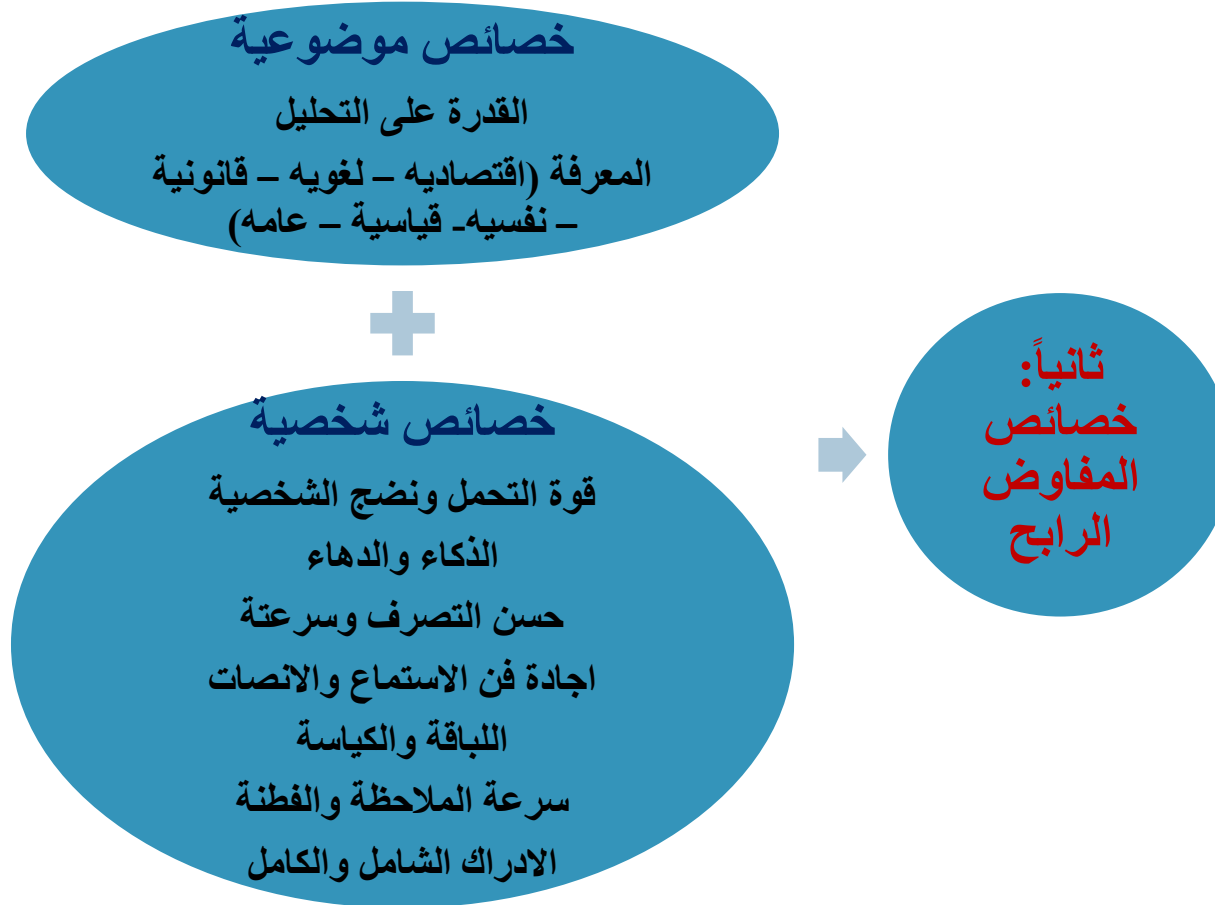 خصائص موضوعية
القدرة على التحليل
المعرفة (اقتصاديه – لغويه – قانونية
– نفسيه- قياسية – عامه)
خصائص شخصية
قوة التحمل ونضج الشخصية
الذكاء والدهاء
حسن التصرف وسرعتة
اجادة فن الاستماع والانصات
اللباقة والكياسة
سرعة الملاحظة والفطنة
الادراك الشامل والكامل
ثانياً:
خصائص
المفاوض
الرابح